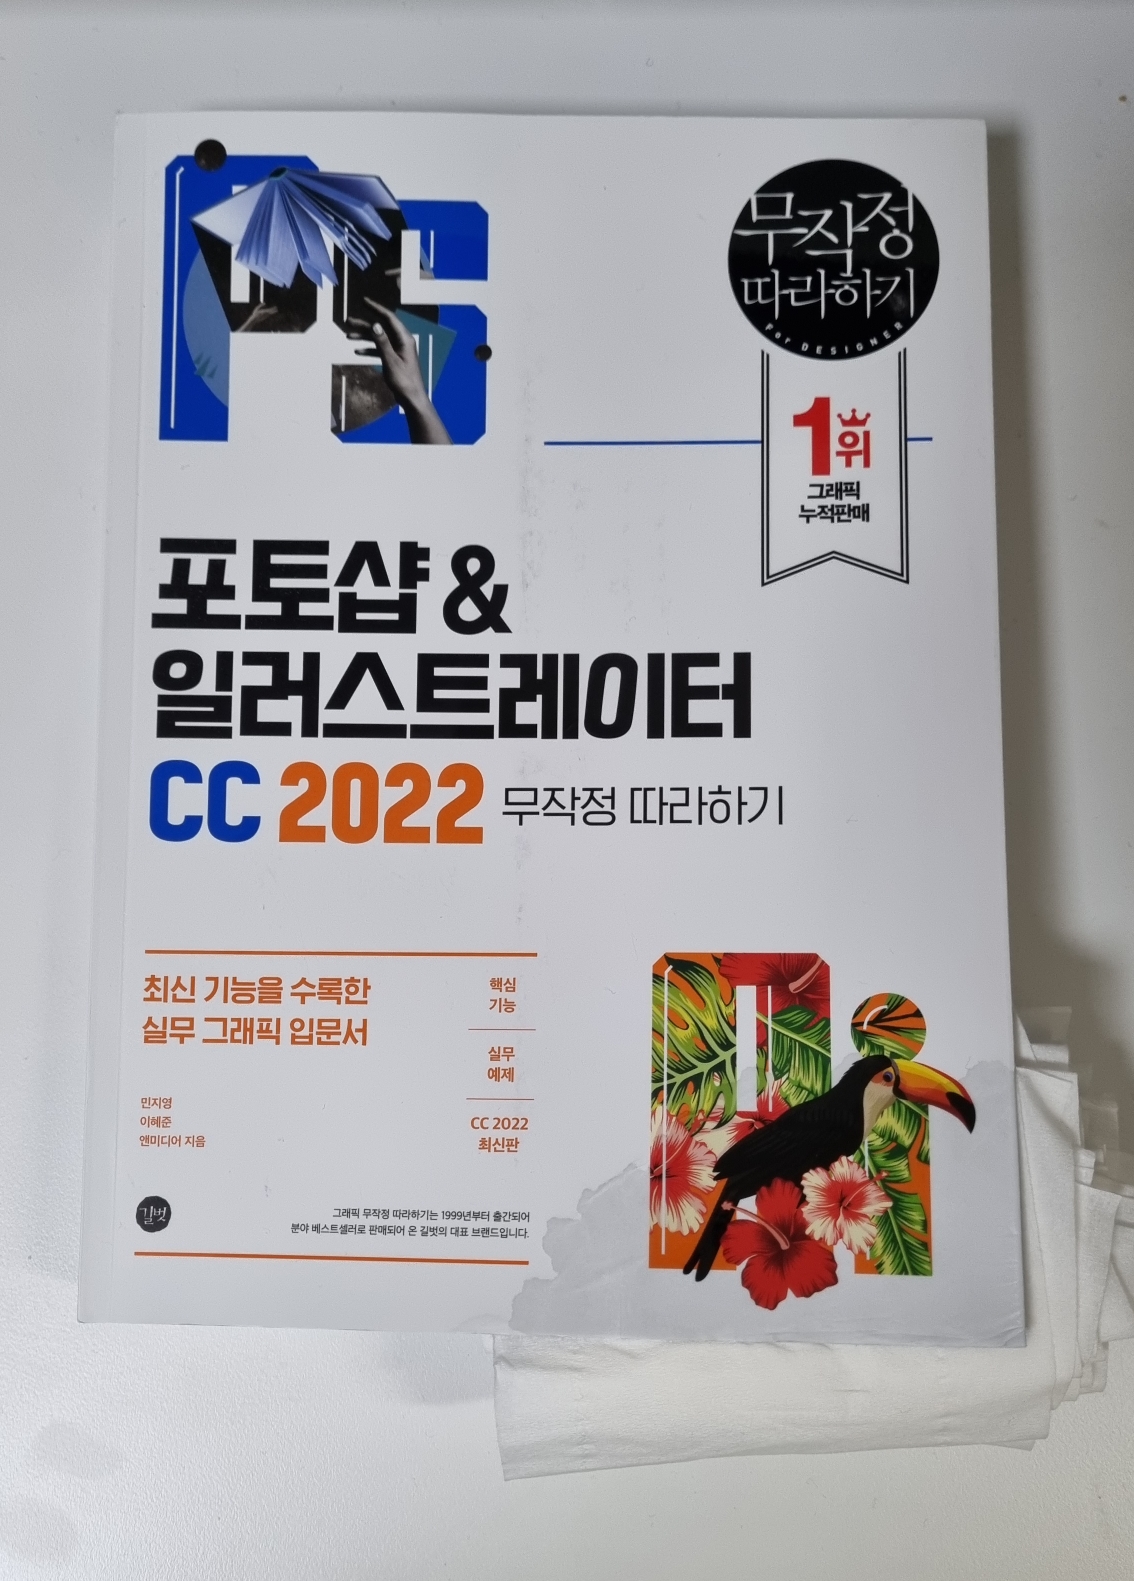 PS
무작정
따라하기
For DESIGNER
1위
그래픽
누적판매
포토샵 &
일러스트레이터
CC 2022 무작정 따라하기
최신 기능을 수록한
실무 그래픽 입문서
핵심
기능
실무
예제
CC 2022
최신판
민지영
이혜준
앤미디어 지음
길벗
그래픽 무작정 따라하기는 1999년부터 출간되어
분야 베스트셀러로 판매되어 온 길벗의 대표 브랜드입니다.
Ai